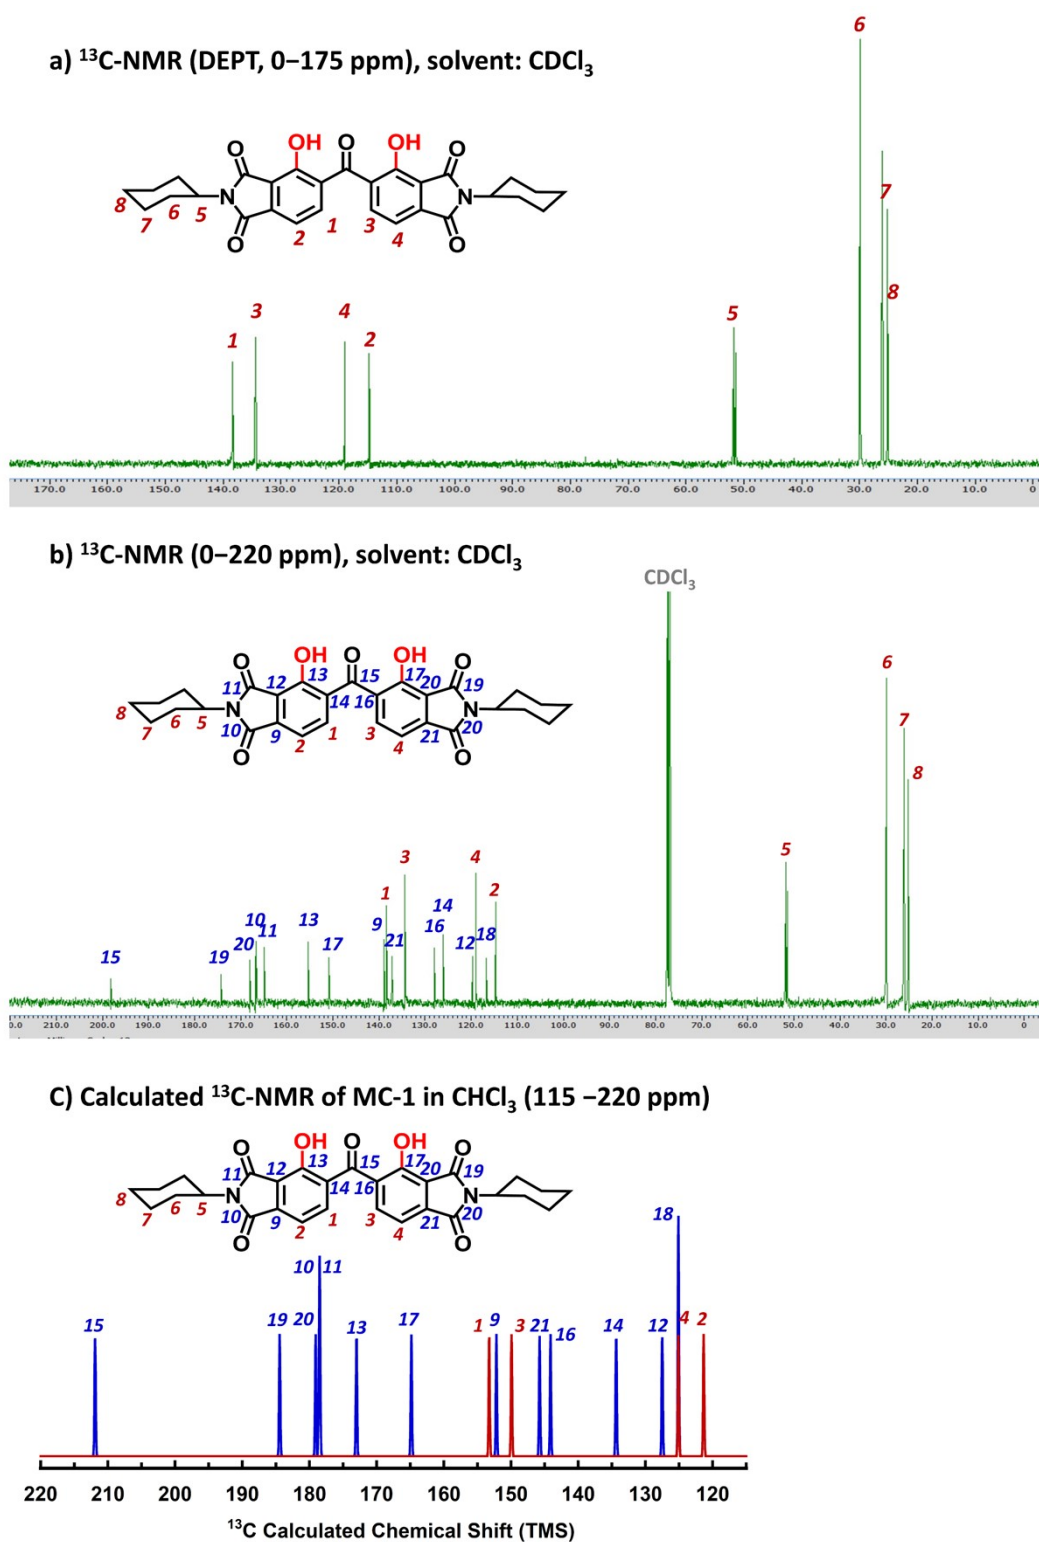 a) ¹³C-NMR (DEPT, 0−175 ppm), solvent: CDCl₃
6
O OH O OH O
8 7 6 5 N O 2 1 3 4 O N
1 3 4 2 5 7 8
170.0 160.0 150.0 140.0 130.0 120.0 110.0 100.0 90.0 80.0 70.0 60.0 50.0 40.0 30.0 20.0 10.0 0
b) ¹³C-NMR (0−220 ppm), solvent: CDCl₃
CDCl₃
O OH O OH O
11 12 13 14 15 16 17 20 19
8 7 6 5 N 10 O 9 2 1 3 4 21 O 20 N
6
7
8
15 19 20 10 11 13 17 9 1 21 3 16 14 12 4 18 2 5
0.0 210.0 200.0 190.0 180.0 170.0 160.0 150.0 140.0 130.0 120.0 110.0 100.0 90.0 80.0 70.0 60.0 50.0 40.0 30.0 20.0 10.0 0
C) Calculated ¹³C-NMR of MC-1 in CHCl₃ (115 −220 ppm)
O OH O OH O
11 12 13 14 15 16 17 20 19
8 7 6 5 N 10 O 9 2 1 3 4 21 O 20 N
18
10 11
15 19 20 13 17 1 9 3 21 16 14 12 4 2
220 210 200 190 180 170 160 150 140 130 120
¹³C Calculated Chemical Shift (TMS)